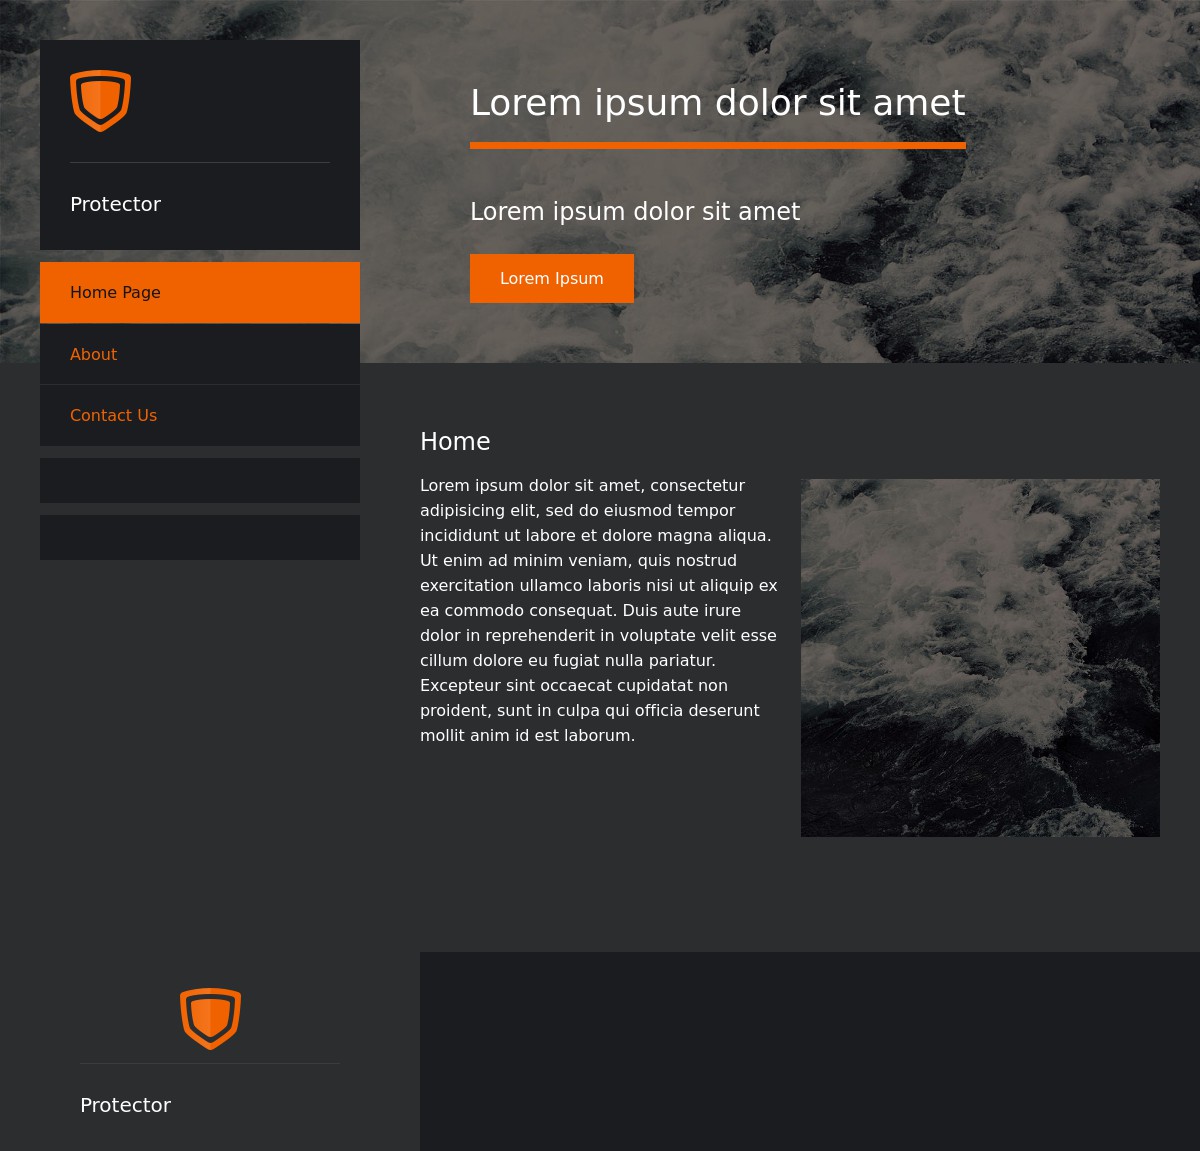 Protector
Home Page
About
Contact Us
Lorem ipsum dolor sit amet
Lorem ipsum dolor sit amet
Lorem Ipsum
Home
Lorem ipsum dolor sit amet, consectetur
adipisicing elit, sed do eiusmod tempor
incididunt ut labore et dolore magna aliqua.
Ut enim ad minim veniam, quis nostrud
exercitation ullamco laboris nisi ut aliquip ex
ea commodo consequat. Duis aute irure
dolor in reprehenderit in voluptate velit esse
cillum dolore eu fugiat nulla pariatur.
Excepteur sint occaecat cupidatat non
proident, sunt in culpa qui officia deserunt
mollit anim id est laborum.
Protector